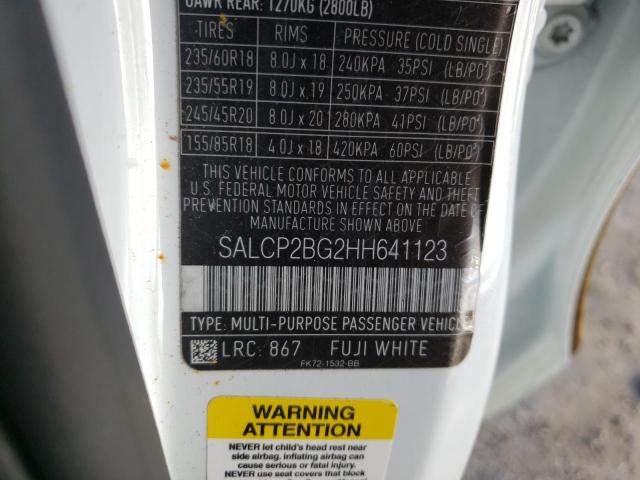 GAWR REAR: 1270KG (2800LB)
TIRES RIMS PRESSURE (COLD SINGLE)
235/60R18 8.0J x 18 240KPA 35PSI (LB/PO²)
235/55R19 8.0J x 19 250KPA 37PSI (LB/PO²)
245/45R20 8.0J x 20 280KPA 41PSI (LB/PO²)
155/85R18 4.0J x 18 420KPA 60PSI (LB/PO²)
THIS VEHICLE CONFORMS TO ALL APPLICABLE
U.S. FEDERAL MOTOR VEHICLE SAFETY AND THEFT
PREVENTION STANDARDS IN EFFECT ON THE DATE OF
MANUFACTURE SHOWN ABOVE
SALCP2BG2HH641123
TYPE: MULTI-PURPOSE PASSENGER VEHICLE
LRC: 867 FUJI WHITE
FK72-1532-BB
WARNING
ATTENTION
NEVER let child's head rest near
side airbag. Inflating airbag can
cause serious or fatal injury.
NEVER use seat covers that block